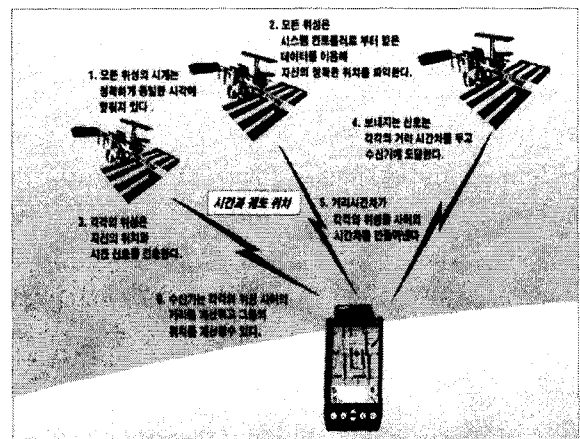 1. 모든 위성의 시계는
정확하게 동일한 시각에
맞춰져 있다
2. 모든 위성은
시스템 컨트롤러로 부터 받은
데이터를 이용해
자신의 정확한 위치를 파악한다.
3. 각각의 위성은
자신의 위치와
시간 신호를 전송한다.
4. 보내지는 신호는
각각의 거리 시간차를 두고
수신기에 도달한다.
시간과 궤도 위치
5. 거리시간차가
각각의 위성들 사이의
시간차를 만들어낸다
6. 수신기는 각각의 위성 사이의
거리를 계산하고 그들의
위치를 계산할수 있다.